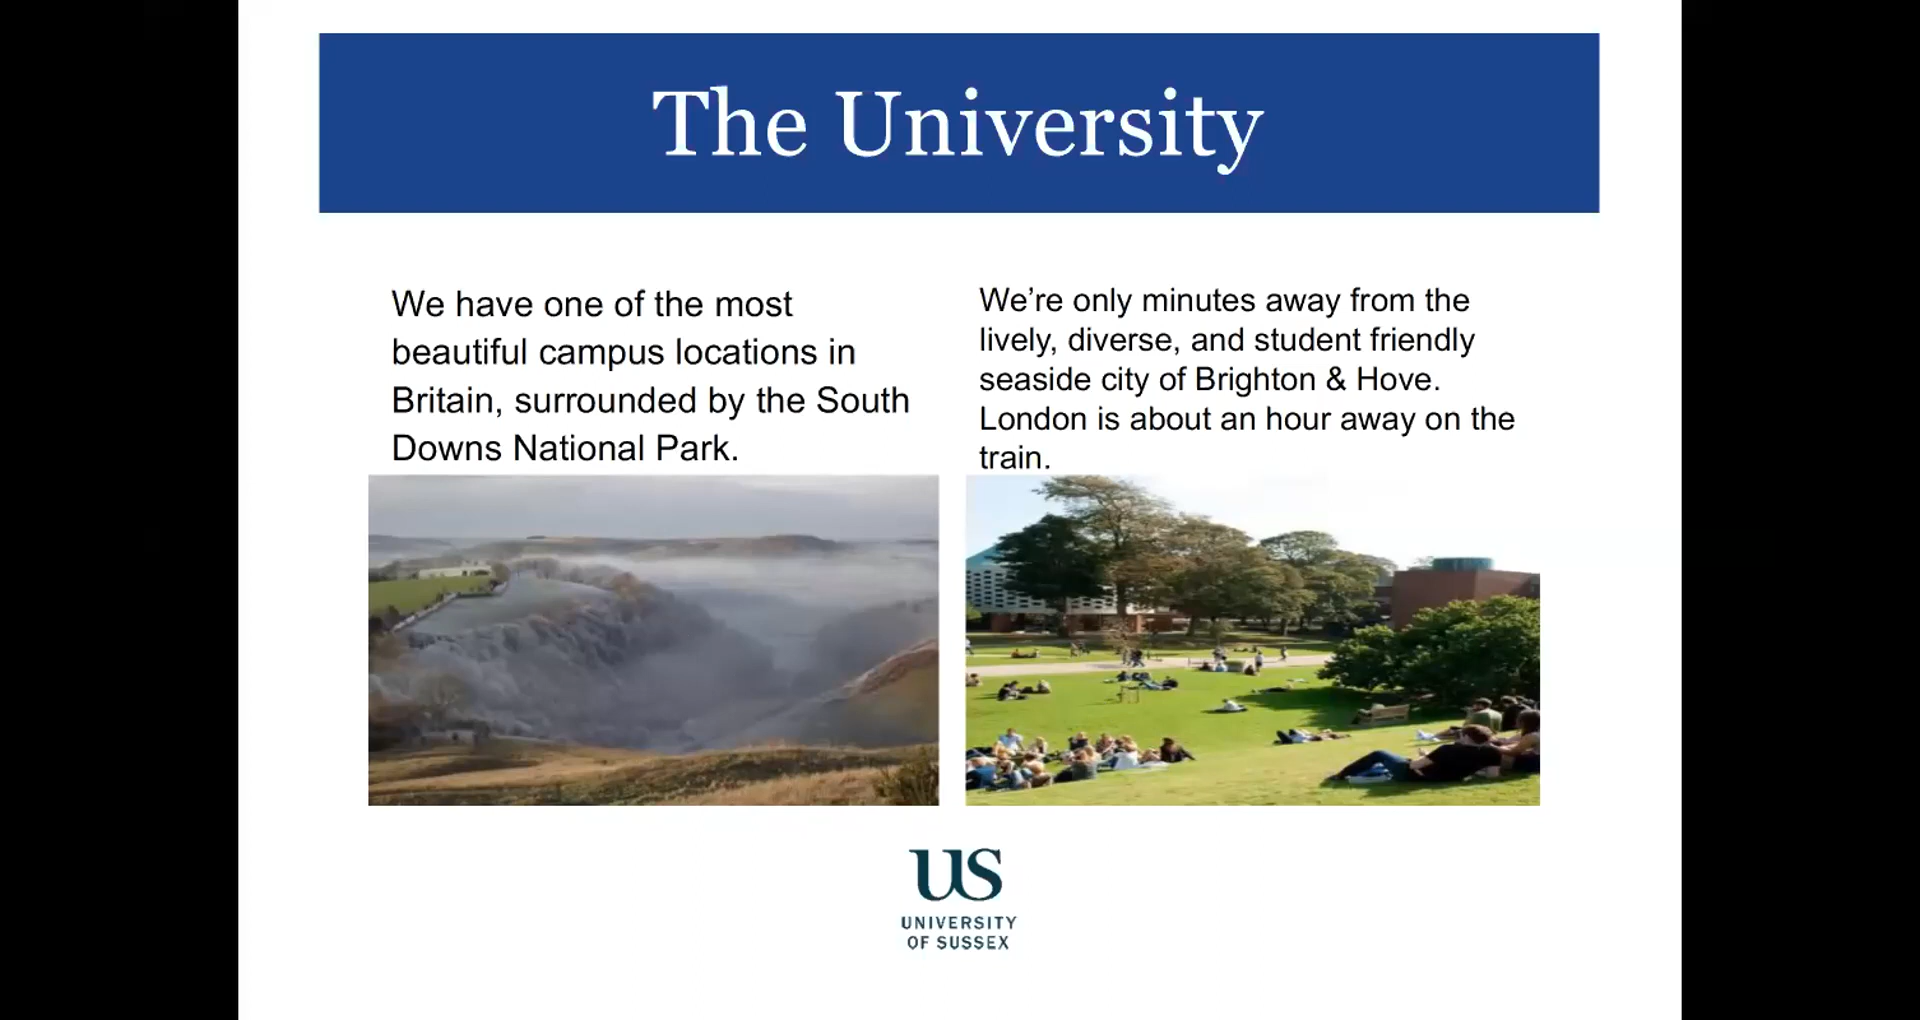 The University
We have one of the most
beautiful campus locations in
Britain, surrounded by the South
Downs National Park.
We’re only minutes away from the
lively, diverse, and student friendly
seaside city of Brighton & Hove.
London is about an hour away on the
train.
US
UNIVERSITY
OF SUSSEX